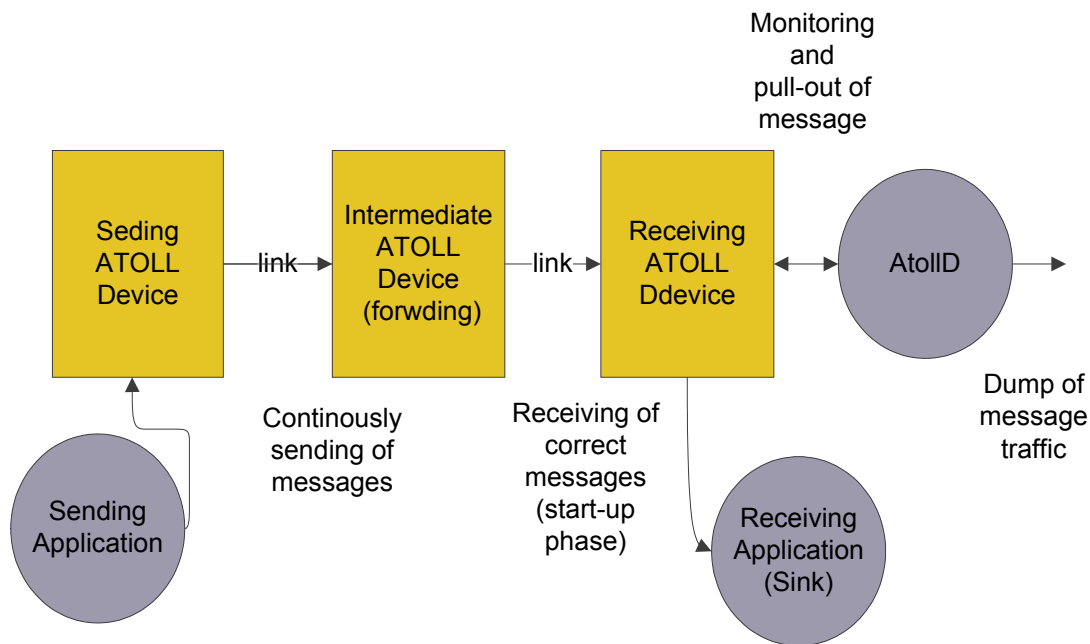 Monitoring
and
pull-out of
message
Seding
ATOLL
Device
link
Intermediate
ATOLL
Device
(forwding)
link
Receiving
ATOLL
Ddevice
AtollD
Continously
sending of
messages
Receiving of
correct
messages
(start-up
phase)
Dump of
message
traffic
Sending
Application
Receiving
Application
(Sink)